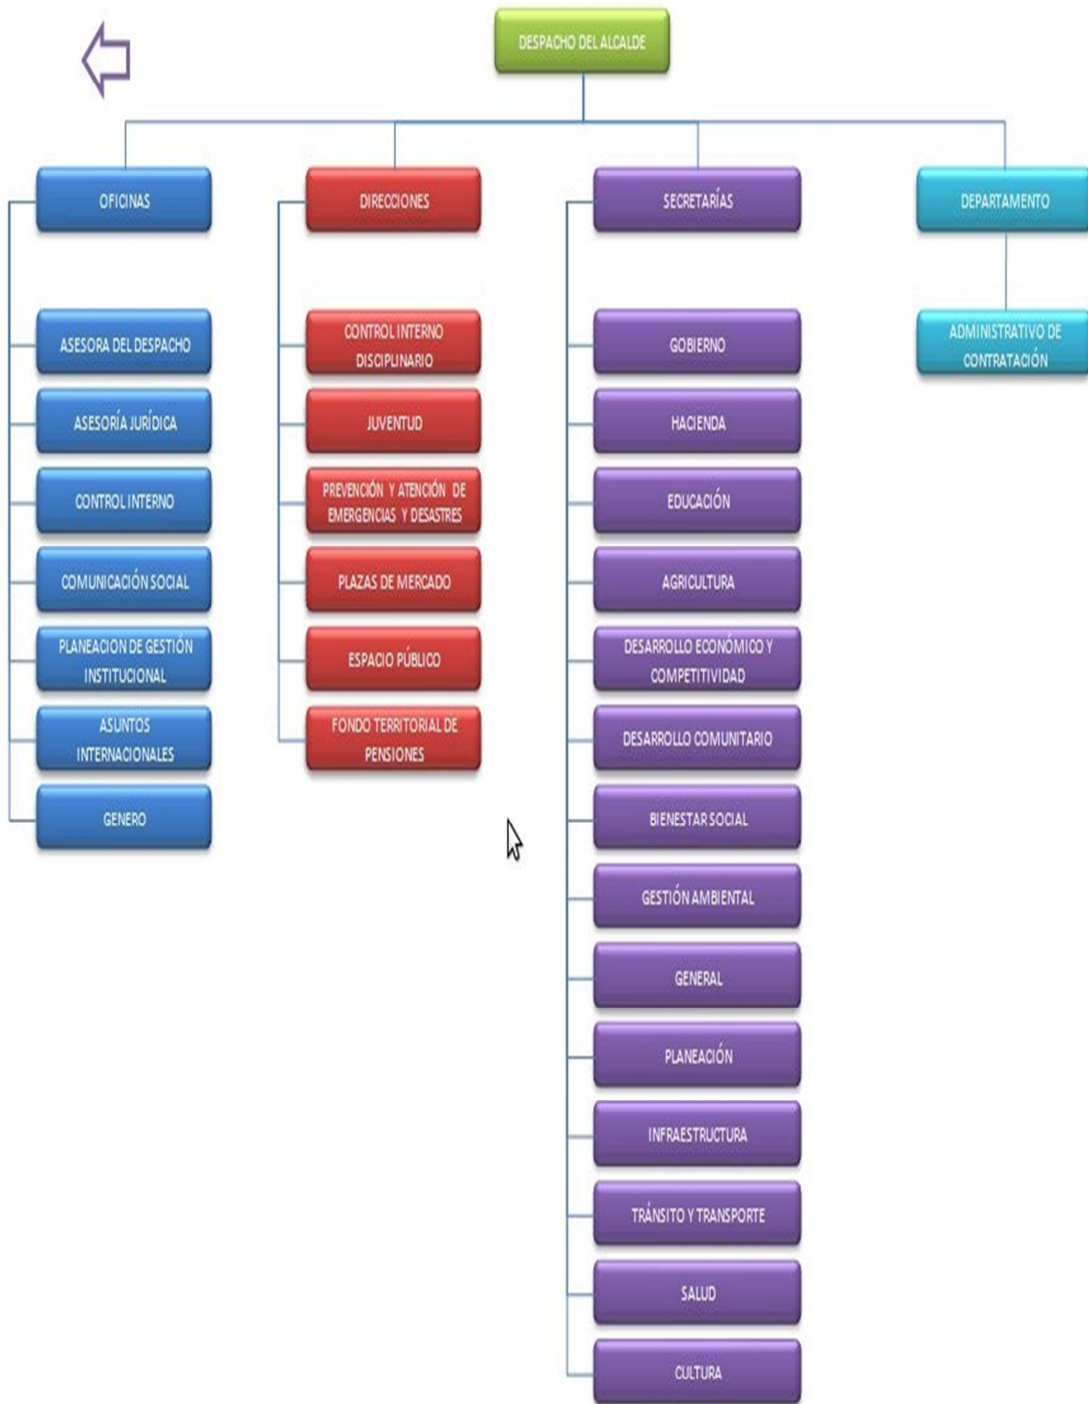 DESPACHO DEL ALCALDE
OFICINAS
ASESORA DEL DESPACHO
ASESORÍA JURÍDICA
CONTROL INTERNO
COMUNICACIÓN SOCIAL
PLANEACION DE GESTIÓN
INSTITUCIONAL
ASUNTOS
INTERNACIONALES
GENERO
DIRECCIONES
CONTROL INTERNO
DISCIPLINARIO
JUVENTUD
PREVENCIÓN Y ATENCIÓN DE
EMERGENCIAS Y DESASTRES
PLAZAS DE MERCADO
ESPACIO PÚBLICO
FONDO TERRITORIAL DE
PENSIONES
SECRETARÍAS
GOBIERNO
HACIENDA
EDUCACIÓN
AGRICULTURA
DESARROLLO ECONÓMICO Y
COMPETITIVIDAD
DESARROLLO COMUNITARIO
BIENESTAR SOCIAL
GESTIÓN AMBIENTAL
GENERAL
PLANEACIÓN
INFRAESTRUCTURA
TRÁNSITO Y TRANSPORTE
SALUD
CULTURA
DEPARTAMENTO
ADMINISTRATIVO DE
CONTRATACIÓN